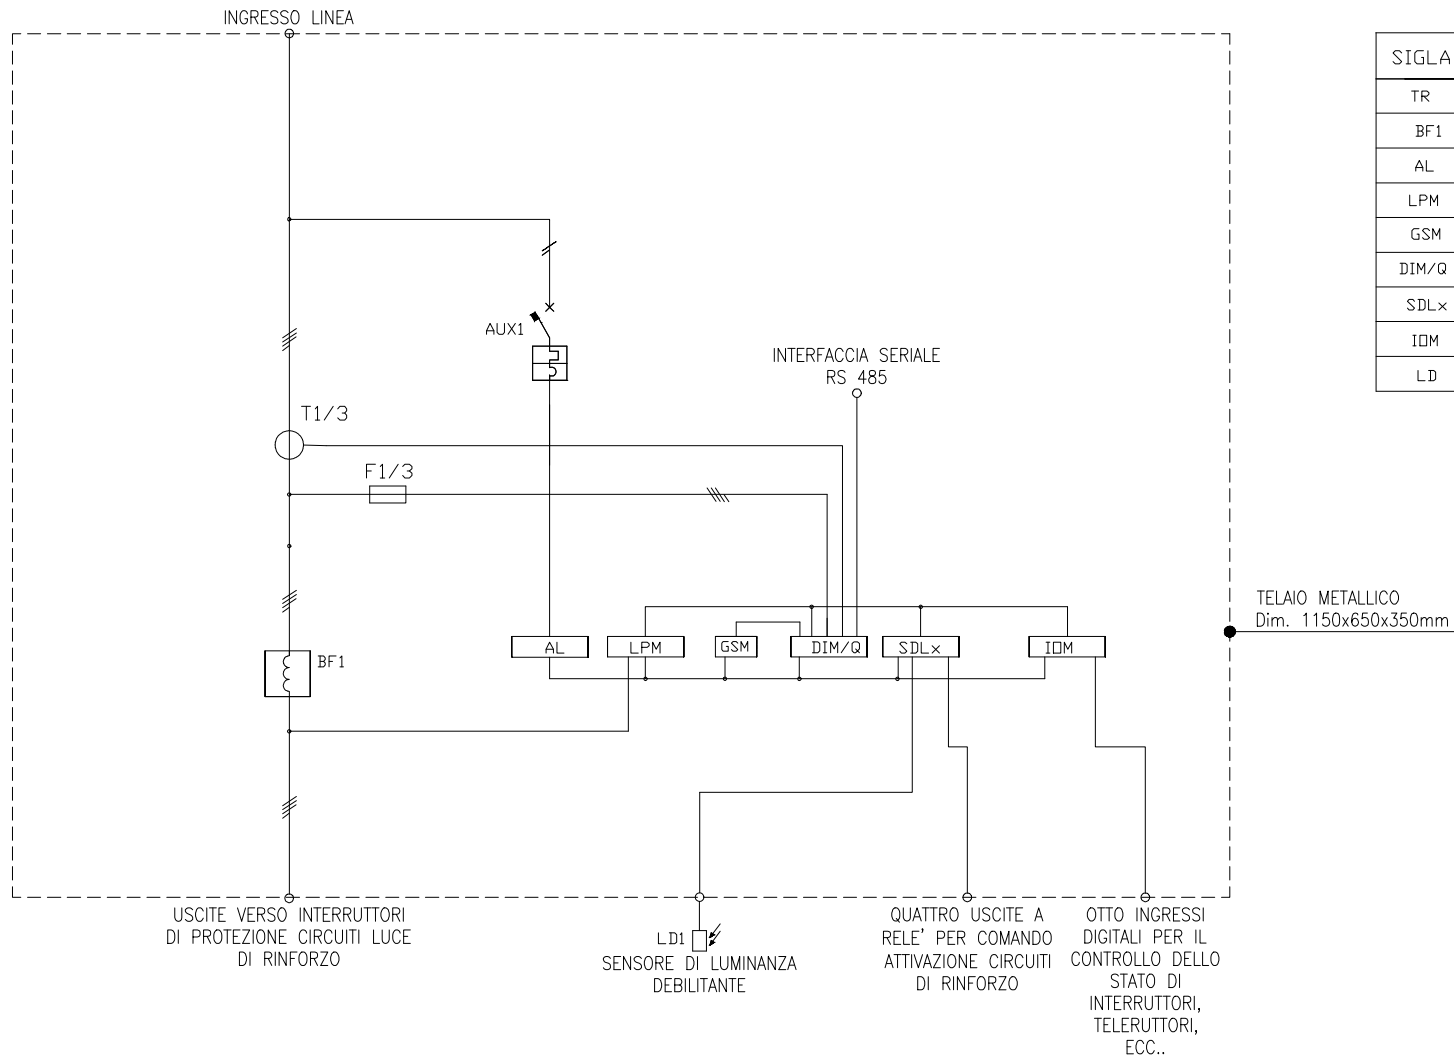 INGRESSO LINEA
SIGLA
TR
BF1
AL
LPM
GSM
DIM/Q
SDLx
IOM
LD
AUX1
INTERFACCIA SERIALE
RS 485
T1/3
F1/3
TELAIO METALLICO
Dim. 1150x650x350mm
AL
LPM
GSM
DIM/Q
SDLx
IOM
BF1
USCITE VERSO INTERRUTTORI
DI PROTEZIONE CIRCUITI LUCE
DI RINFORZO
LD1
SENSORE DI LUMINANZA
DEBILITANTE
QUATTRO USCITE A
RELE' PER COMANDO
ATTIVAZIONE CIRCUITI
DI RINFORZO
OTTO INGRESSI
DIGITALI PER IL
CONTROLLO DELLO
STATO DI
INTERRUTTORI,
TELERUTTORI,
ECC..